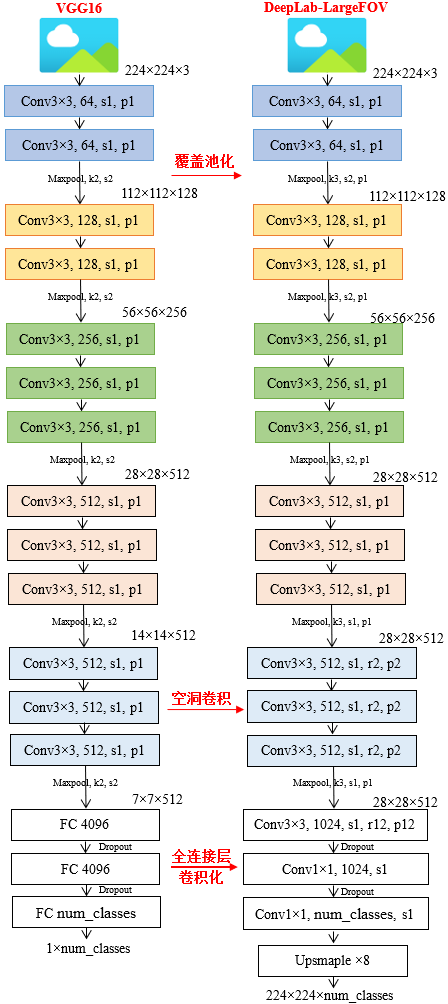 VGG16
224×224×3
Conv3×3, 64, s1, p1
Conv3×3, 64, s1, p1
Maxpool, k2, s2
112×112×128
Conv3×3, 128, s1, p1
Conv3×3, 128, s1, p1
Maxpool, k2, s2
56×56×256
Conv3×3, 256, s1, p1
Conv3×3, 256, s1, p1
Conv3×3, 256, s1, p1
Maxpool, k2, s2
28×28×512
Conv3×3, 512, s1, p1
Conv3×3, 512, s1, p1
Conv3×3, 512, s1, p1
Maxpool, k2, s2
14×14×512
Conv3×3, 512, s1, p1
Conv3×3, 512, s1, p1
Conv3×3, 512, s1, p1
Maxpool, k2, s2
7×7×512
FC 4096
Dropout
FC 4096
Dropout
FC num_classes
1×num_classes
覆盖池化
空洞卷积
全连接层
卷积化
DeepLab-LargeFOV
224×224×3
Conv3×3, 64, s1, p1
Conv3×3, 64, s1, p1
Maxpool, k3, s2, p1
112×112×128
Conv3×3, 128, s1, p1
Conv3×3, 128, s1, p1
Maxpool, k3, s2, p1
56×56×256
Conv3×3, 256, s1, p1
Conv3×3, 256, s1, p1
Conv3×3, 256, s1, p1
Maxpool, k3, s2, p1
28×28×512
Conv3×3, 512, s1, p1
Conv3×3, 512, s1, p1
Conv3×3, 512, s1, p1
Maxpool, k3, s1, p1
28×28×512
Conv3×3, 512, s1, r2, p2
Conv3×3, 512, s1, r2, p2
Conv3×3, 512, s1, r2, p2
Maxpool, k3, s1, p1
28×28×512
Conv3×3, 1024, s1, r12, p12
Dropout
Conv1×1, 1024, s1
Dropout
Conv1×1, num_classes, s1
Upsmaple ×8
224×224×num_classes